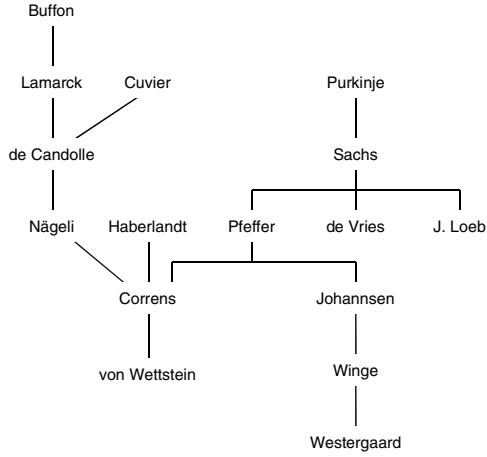 Buffon
Lamarck Cuvier Purkinje
de Candolle Sachs
Nägeli Haberlandt Pfeffer de Vries J. Loeb
Correns Johannsen
von Wettstein Winge
Westergaard